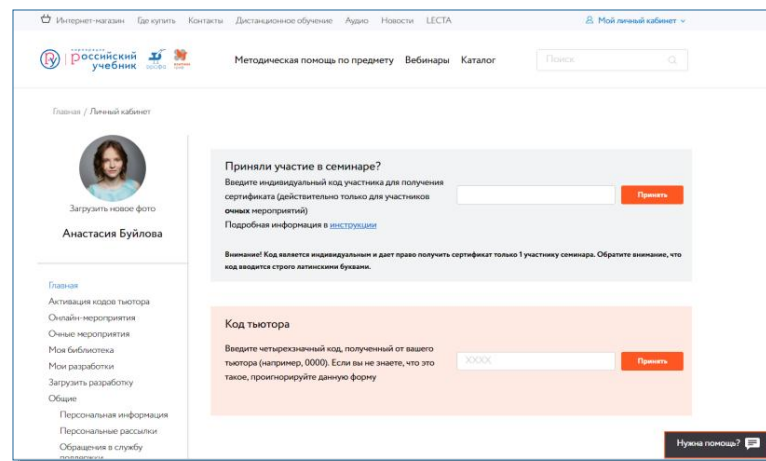 Интернет-магазин Где купить Контакты Дистанционное обучение Аудио Новости LECTA Мой личный кабинет
российский
учебник
Методическая помощь по предмету Вебинары Каталог Поиск
Главная / Личный кабинет
Загрузить новое фото
Анастасия Буйлова
Приняли участие в семинаре?
Введите индивидуальный код участника для получения
сертификата (действительно только для участников
очных мероприятий)
Подробная информация в инструкции
Принять
Внимание! Код является индивидуальным и дает право получить сертификат только 1 участнику семинара. Обратите внимание, что
код вводится строго латинскими буквами.
Главная
Активация кодов тьютора
Онлайн-мероприятия
Очные мероприятия
Моя библиотека
Мои разработки
Загрузить разработку
Общие
Персональная информация
Персональные рассылки
Обращения в службу
поддержки
Код тьютора
Введите четырехзначный код, полученный от вашего
тьютора (например, 0000). Если вы не знаете, что это
такое, проигнорируйте данную форму
XXXX
Принять
Нужна помощь?